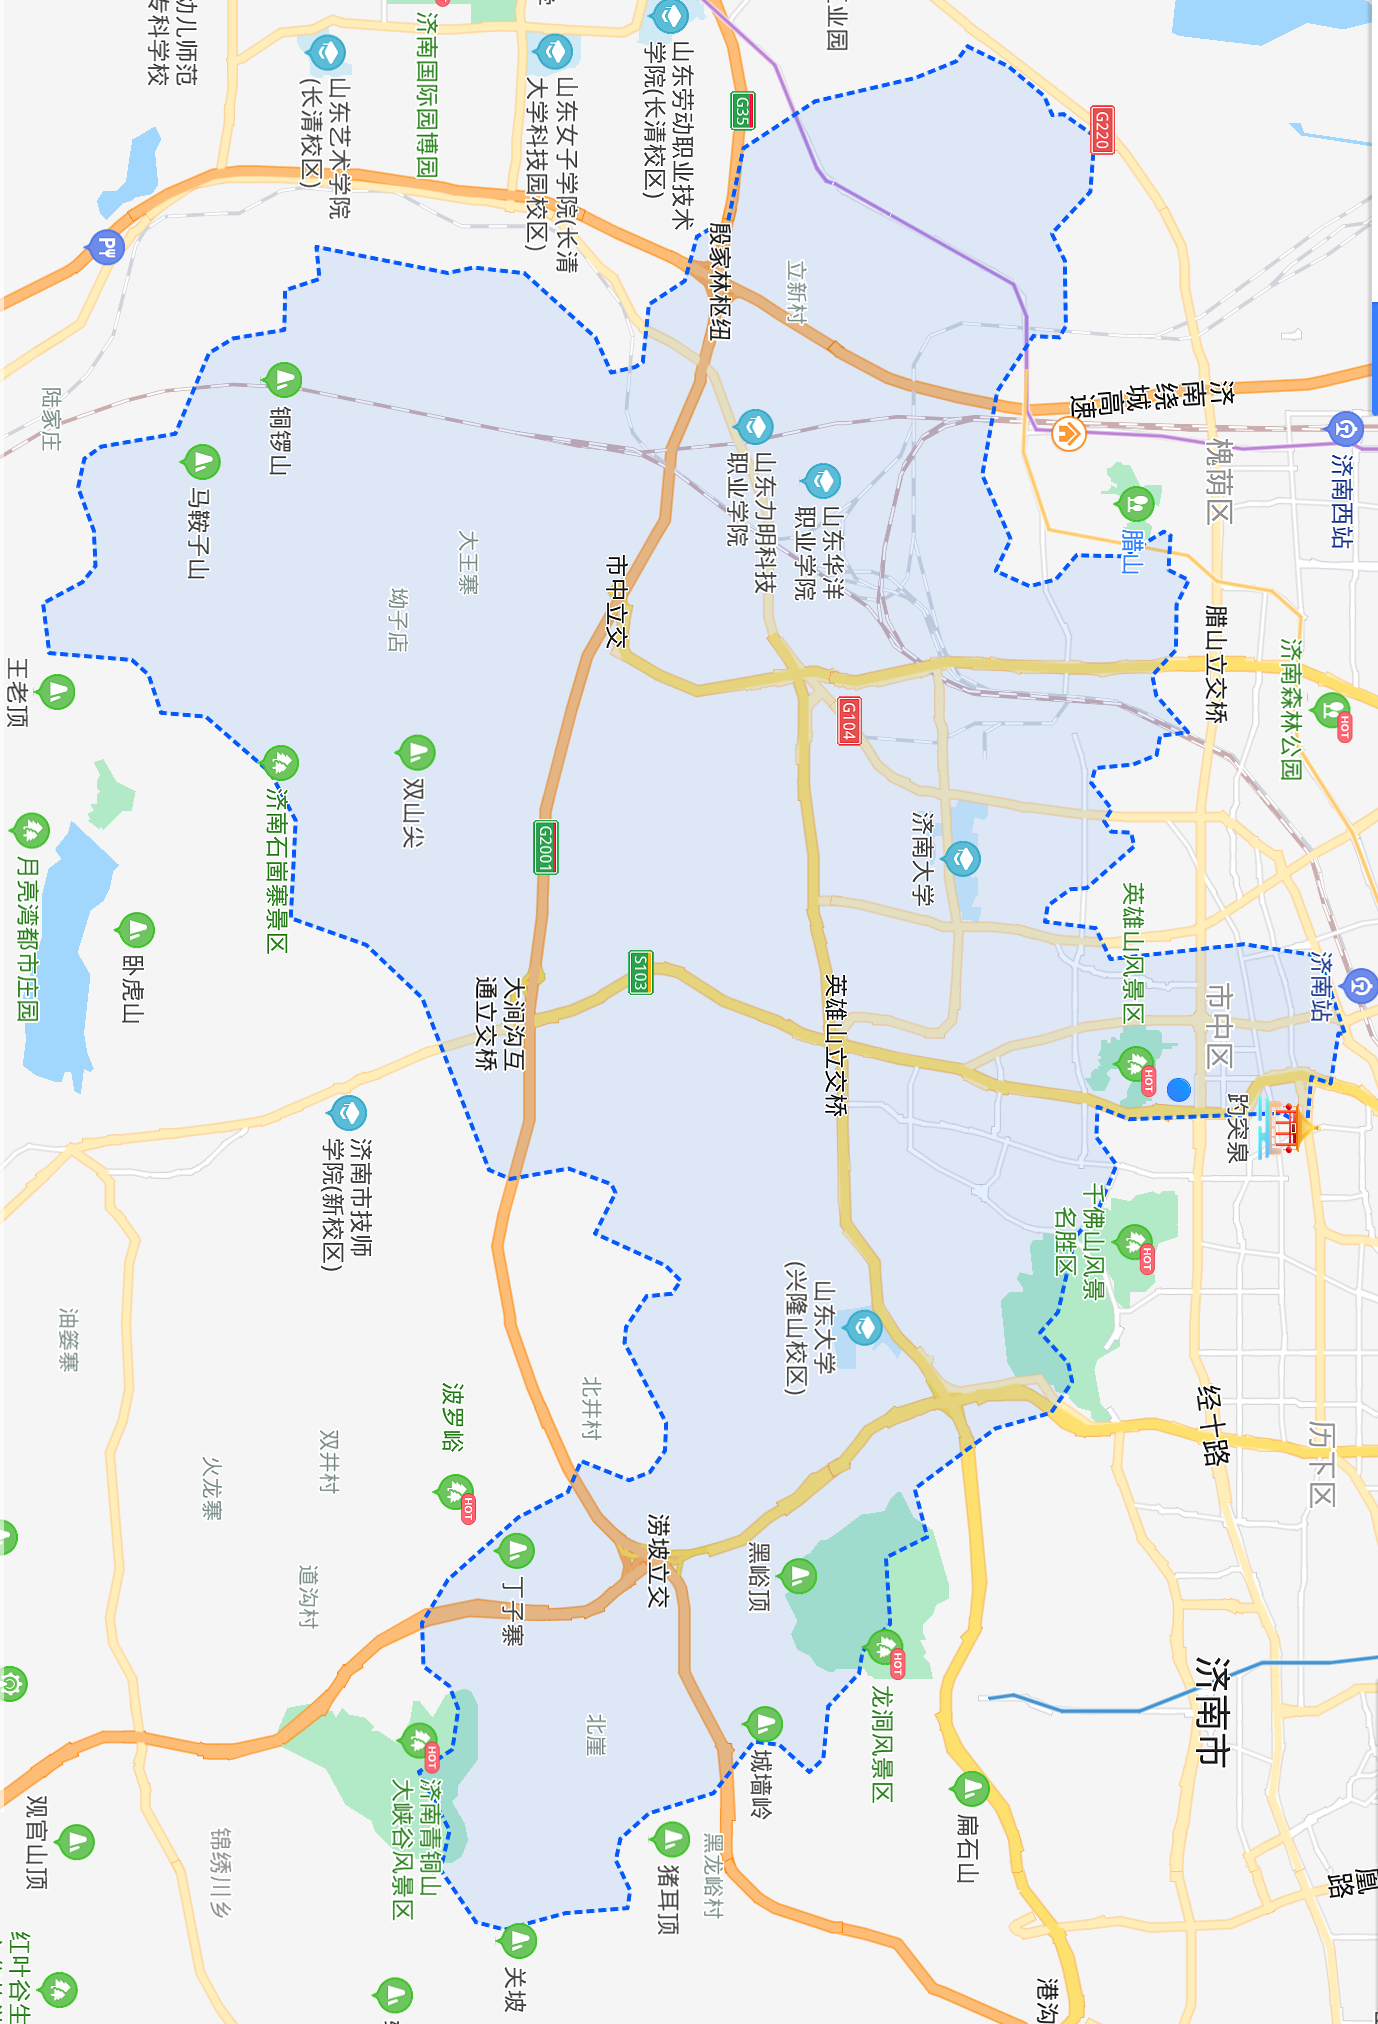 凰
路
济南西站
HOT
济南站
历下区
济南森林公园
趵突泉
济南绕城高速
槐荫区
腊山立交桥
市中区
经十路
济南市
腊山
英雄山风景区
HOT
HOT
G220
千佛山风景
名胜区
港沟
扁石山
济南大学
HOT
龙洞风景区
G104
业园
山东华洋
职业学院
英雄山立交桥
山东大学
(兴隆山校区)
立新村
山东力明科技
职业学院
黑峪顶
城墙岭
G35
殷家林枢纽
黑龙峪村
山东劳动职业技术
学院(长清校区)
涝坡立交
猪耳顶
S103
市中立交
北井村
北崖
山东女子学院(长清
大学科技园校区)
G2001
大涧沟互
通立交桥
丁子寨
关坡
大王寨
HOT
波罗峪
济南国际园博园
双山尖
坳子店
HOT
济南青铜山
大峡谷风景区
山东艺术学院
(长清校区)
济南市技师
学院(新校区)
双井村
道沟村
铜锣山
济南石崮寨景区
马鞍子山
火龙寨
锦绣川乡
幼儿师范
专科学校
卧虎山
油篓寨
陆家庄
王老顶
月亮湾都市庄园
观官山顶
红叶谷生